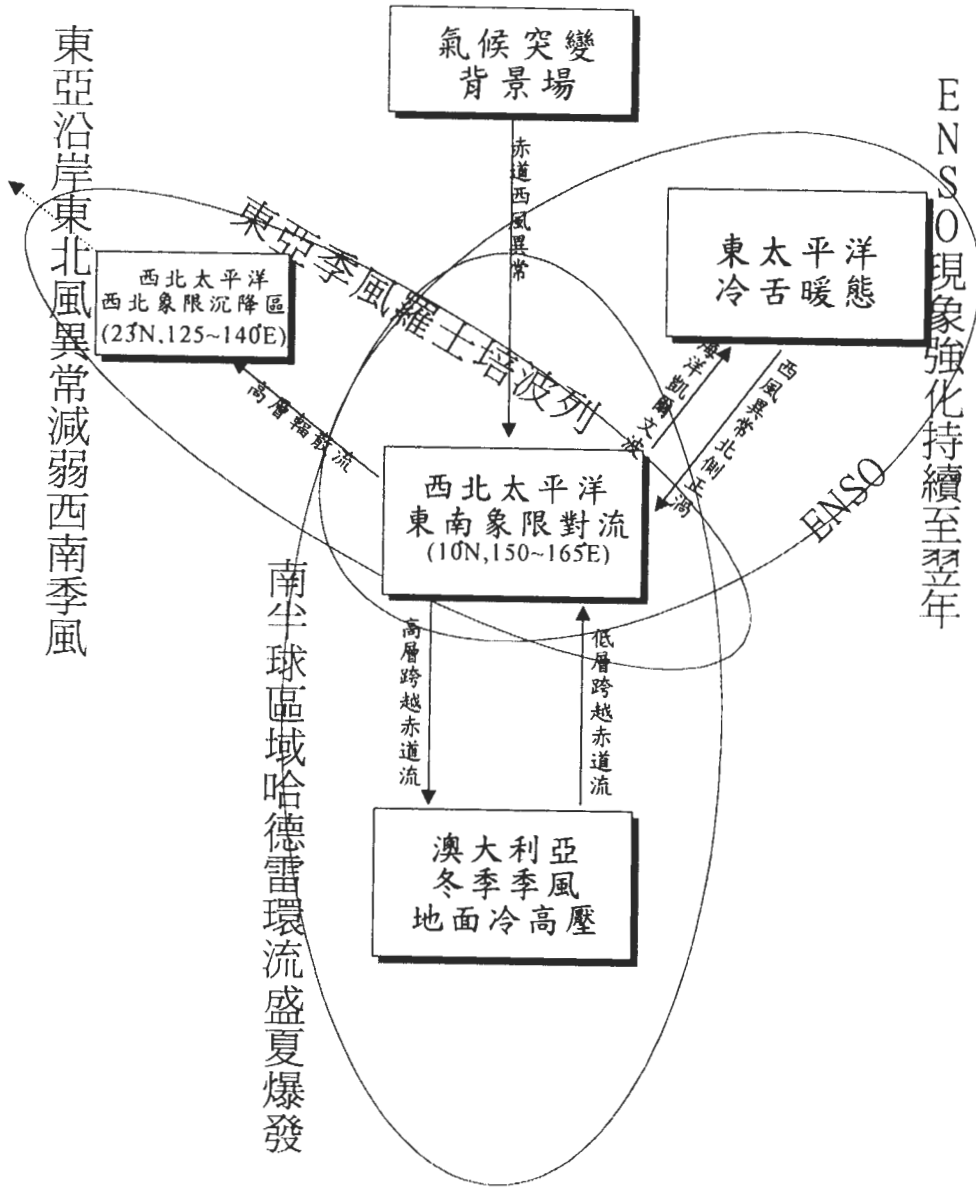 氣候突變
背景場
東亞沿岸東北風異常減弱西南季風
ENSO現象強化持續至翌年
赤道西風異常
東亞季風羅士培波列
西北太平洋
西北象限沉降區
(23°N,125~140°E)
東太平洋
冷舌暖態
高層輻散流
海洋凱爾文波
西風異常北側正渦
ENSO
西北太平洋
東南象限對流
(10°N,150~165°E)
南半球區域哈德雷環流盛夏爆發
高層跨越赤道流
低層跨越赤道流
澳大利亞
冬季季風
地面冷高壓